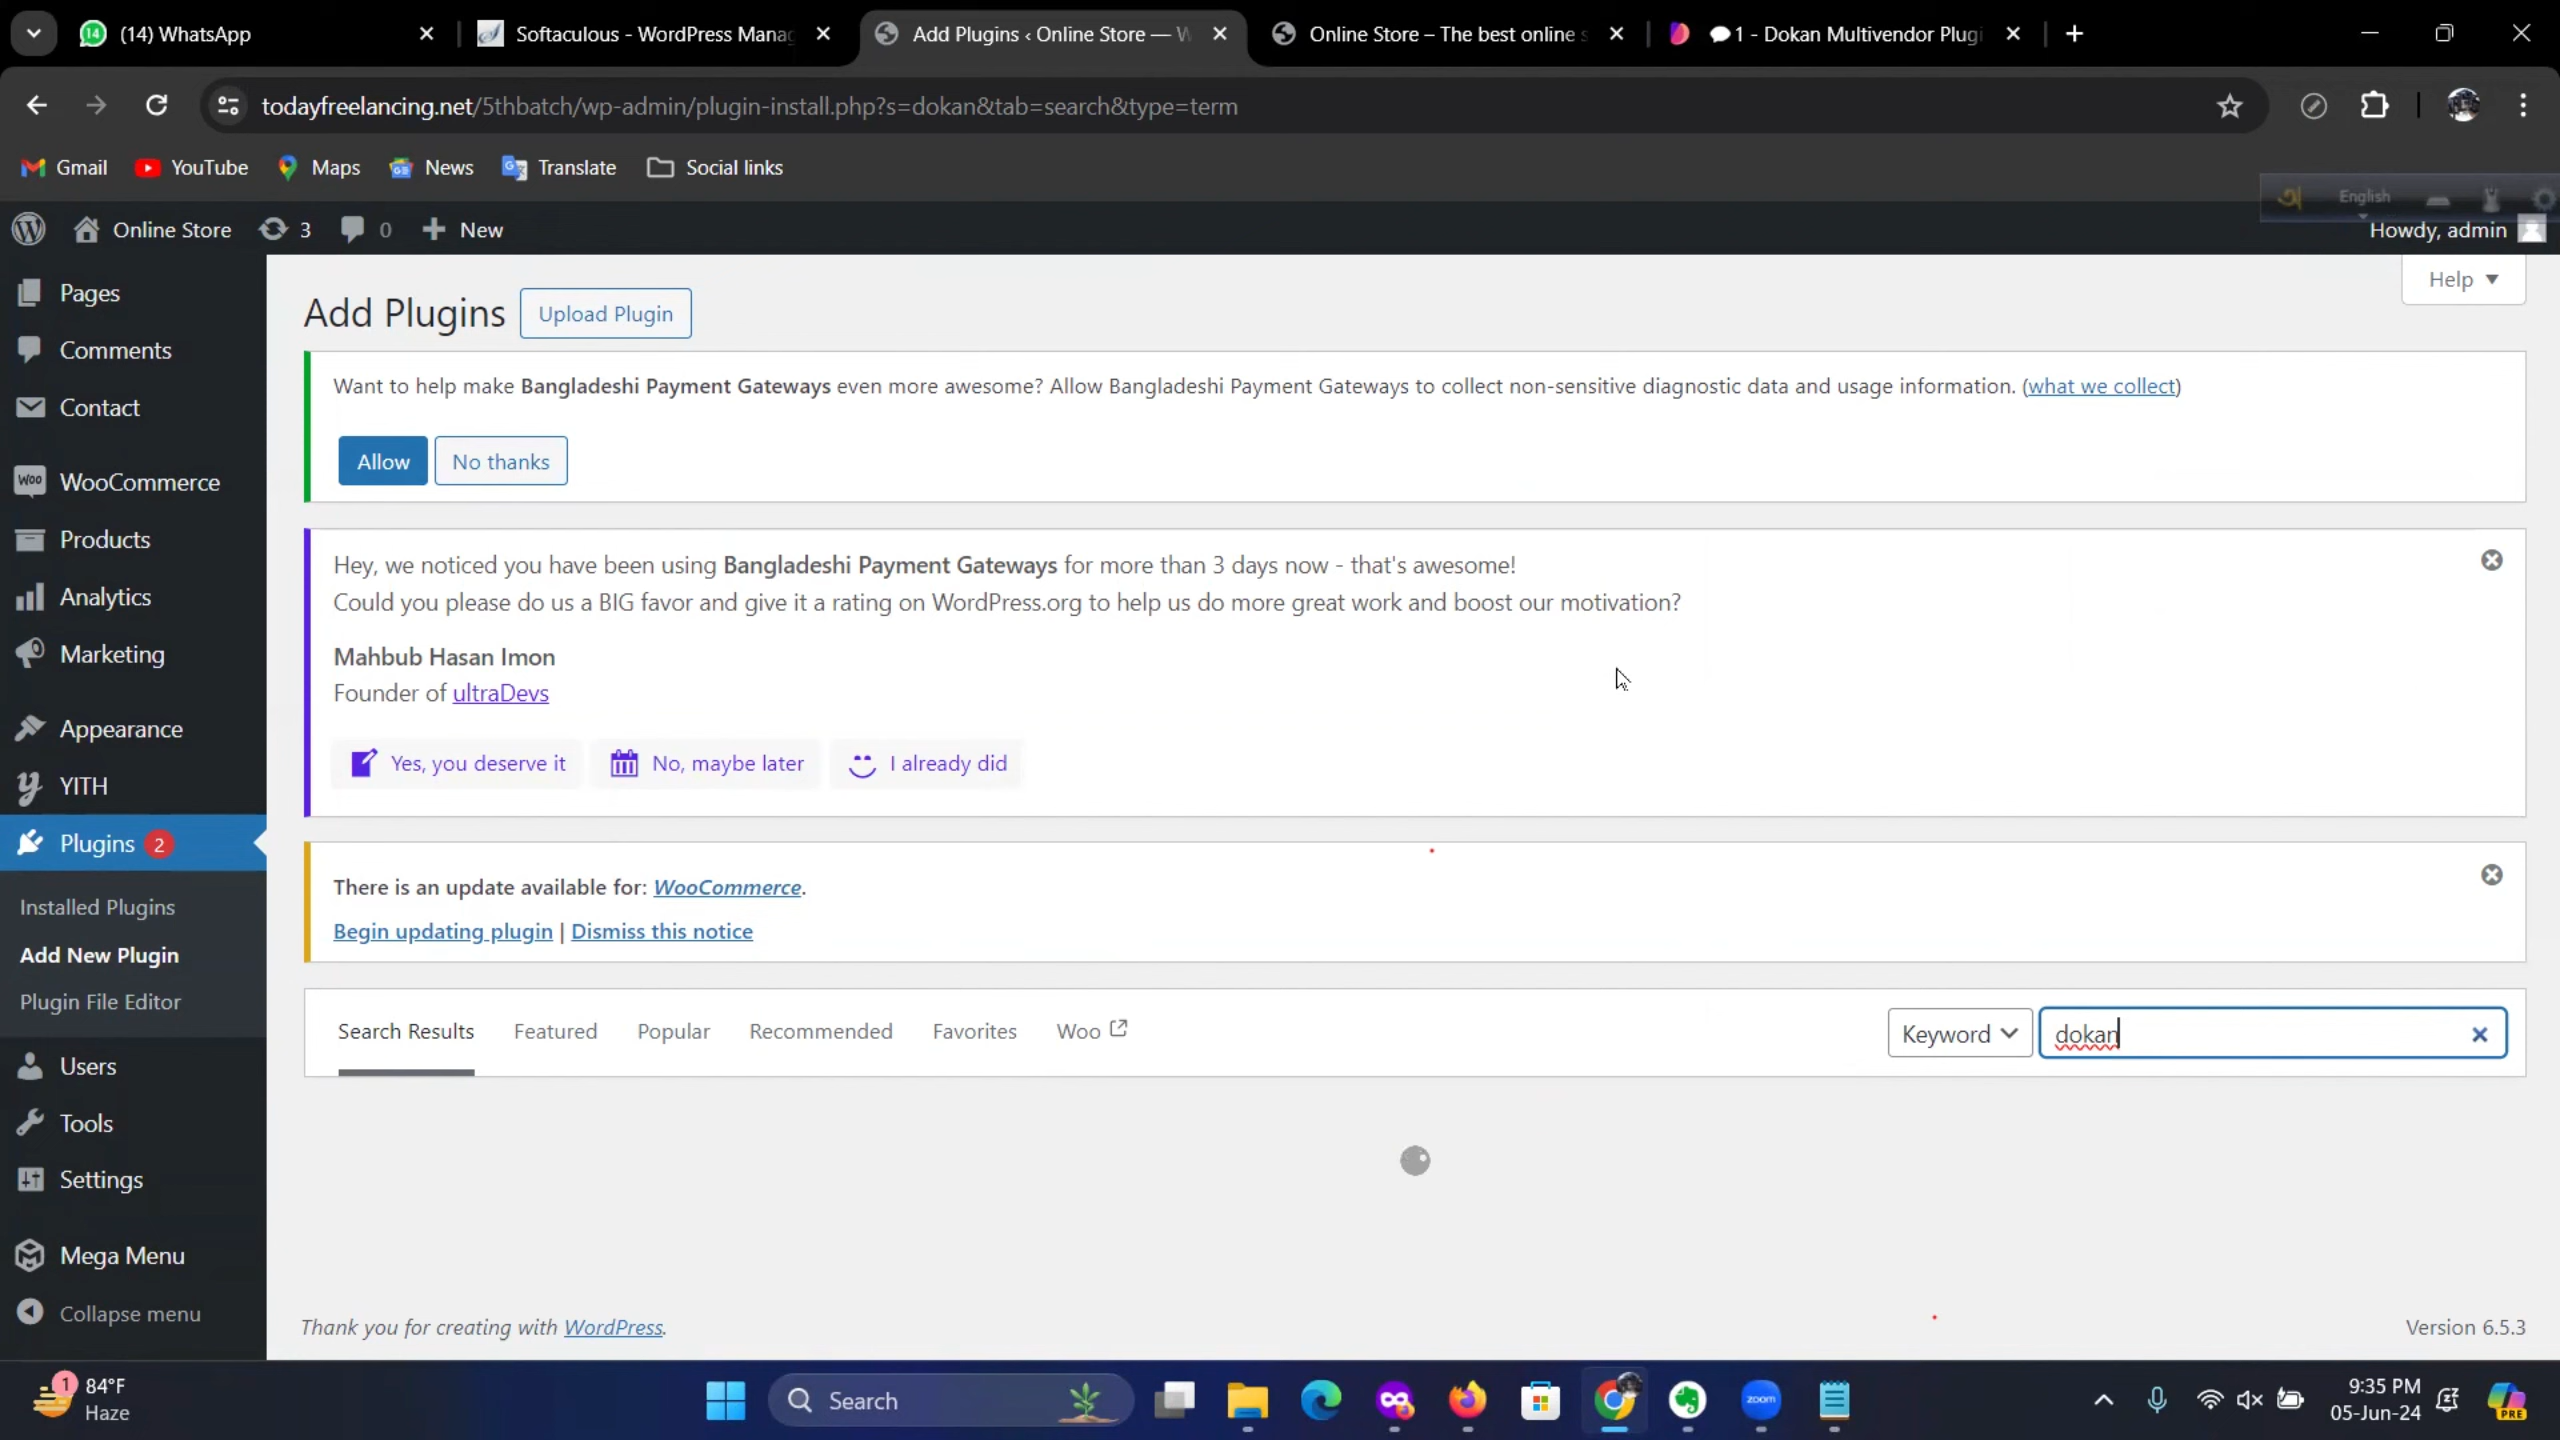 (14) WhatsApp
Softaculous - WordPress Manag
Add Plugins ‹ Online Store — W
Online Store – The best online s
1 - Dokan Multivendor Plugi
todayfreelancing.net/5thbatch/wp-admin/plugin-install.php?s=dokan&tab=search&type=term
Gmail
YouTube
Maps
News
Translate
Social links
অ
English
Online Store
3
0
New
Howdy, admin
Pages
Comments
Contact
WooCommerce
Products
Analytics
Marketing
Appearance
YITH
Plugins 2
Installed Plugins
Add New Plugin
Plugin File Editor
Users
Tools
Settings
Mega Menu
Collapse menu
Help
Add Plugins
Upload Plugin
Want to help make Bangladeshi Payment Gateways even more awesome? Allow Bangladeshi Payment Gateways to collect non-sensitive diagnostic data and usage information. (what we collect)
Allow
No thanks
Hey, we noticed you have been using Bangladeshi Payment Gateways for more than 3 days now - that's awesome!
Could you please do us a BIG favor and give it a rating on WordPress.org to help us do more great work and boost our motivation?
Mahbub Hasan Imon
Founder of ultraDevs
Yes, you deserve it
No, maybe later
I already did
There is an update available for: WooCommerce.
Begin updating plugin | Dismiss this notice
Search Results
Featured
Popular
Recommended
Favorites
Woo
Keyword
dokan
Thank you for creating with WordPress.
Version 6.5.3
1
84°F
Haze
Search
zoom
9:35 PM
05-Jun-24
PRE